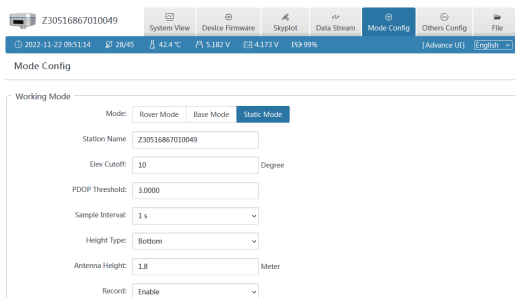 Z30516867010049
System View
Device Firmware
Skyplot
Data Stream
Mode Config
Others Config
File
2022-11-22 09:51:14 28/45 42.4 °C 5.182 V 4.173 V 99% [Advance UI] English
Mode Config
Working Mode
Mode: Rover Mode Base Mode Static Mode
Station Name Z30516867010049
Elev Cutoff: 10 Degree
PDOP Threshold: 3.0000
Sample Interval: 1 s
Height Type: Bottom
Antenna Height: 1.8 Meter
Record: Enable